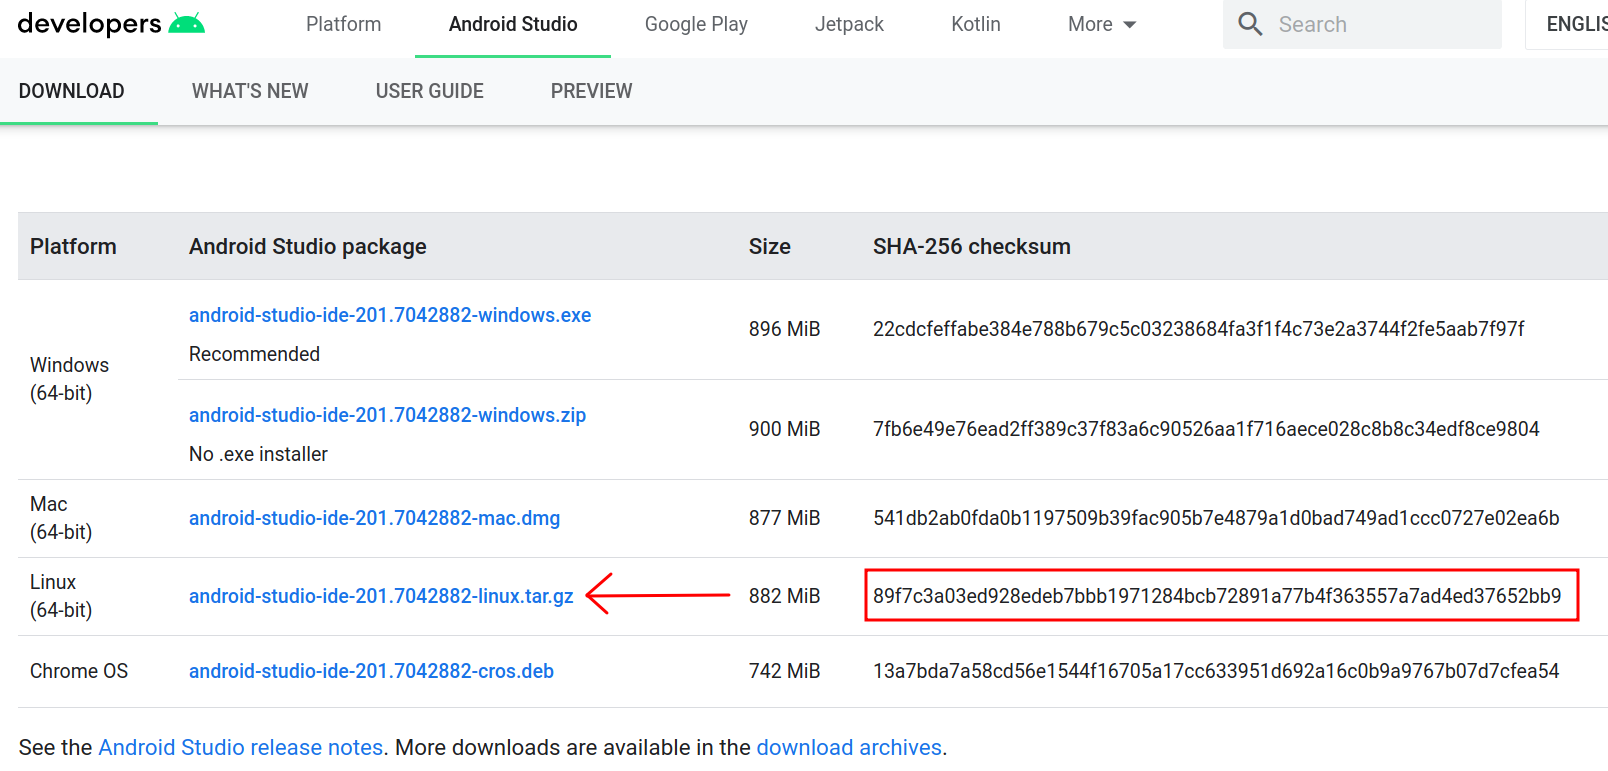 developers Platform Android Studio Google Play Jetpack Kotlin More Search ENGLIS
DOWNLOAD WHAT'S NEW USER GUIDE PREVIEW
Platform Android Studio package Size SHA-256 checksum
Windows
(64-bit)
android-studio-ide-201.7042882-windows.exe
Recommended
896 MiB 22cdcfeffabe384e788b679c5c03238684fa3f1f4c73e2a3744f2fe5aab7f97f
android-studio-ide-201.7042882-windows.zip
No .exe installer
900 MiB 7fb6e49e76ead2ff389c37f83a6c90526aa1f716aece028c8b8c34edf8ce9804
Mac
(64-bit)
android-studio-ide-201.7042882-mac.dmg 877 MiB 541db2ab0fda0b1197509b39fac905b7e4879a1d0bad749ad1ccc0727e02ea6b
Linux
(64-bit)
android-studio-ide-201.7042882-linux.tar.gz 882 MiB 89f7c3a03ed928edeb7bbb1971284bcb72891a77b4f363557a7ad4ed37652bb9
Chrome OS android-studio-ide-201.7042882-cros.deb 742 MiB 13a7bda7a58cd56e1544f16705a17cc633951d692a16c0b9a9767b07d7cfea54
See the Android Studio release notes. More downloads are available in the download archives.